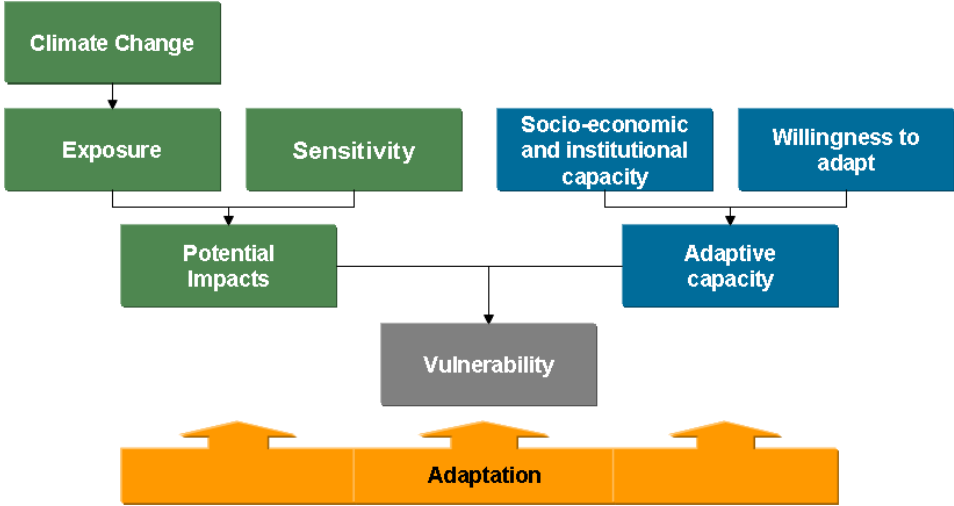 Climate Change
Exposure
Sensitivity
Socio-economic
and institutional
capacity
Willingness to
adapt
Potential
Impacts
Adaptive
capacity
Vulnerability
Adaptation